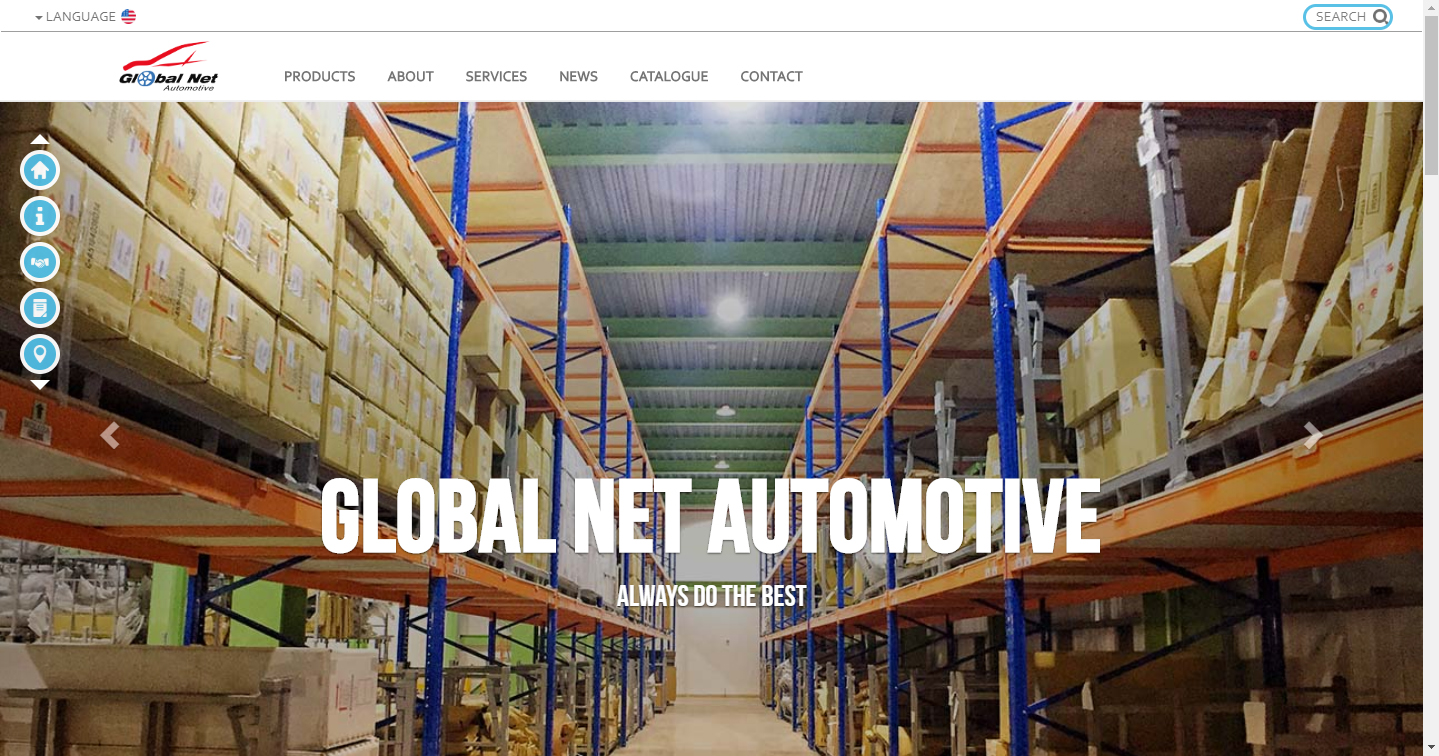 LANGUAGE
SEARCH
Global Net
Automotive
PRODUCTS
ABOUT
SERVICES
NEWS
CATALOGUE
CONTACT
GLOBAL NET AUTOMOTIVE
ALWAYS DO THE BEST